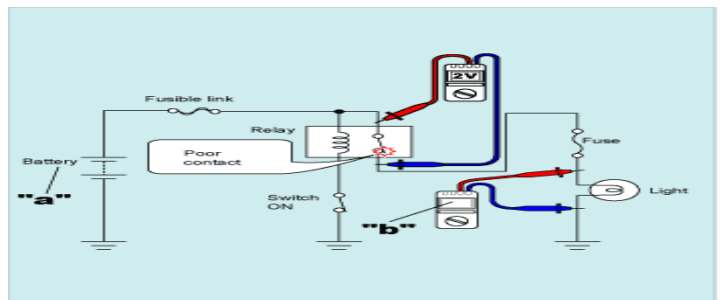 2V
Fusible link
Relay
Fuse
Poor
contact
Battery
"a"
Light
Switch
ON
"b"